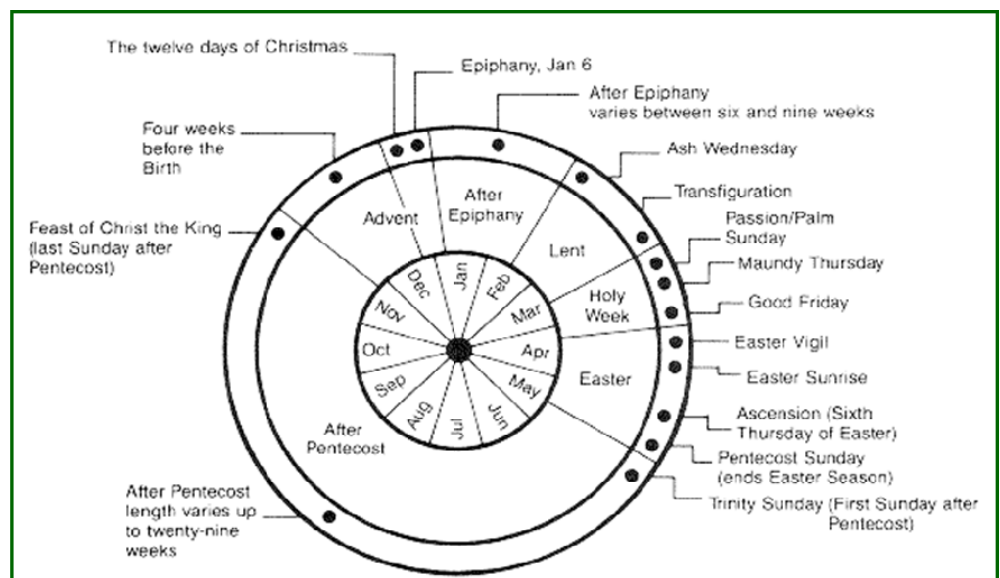 The twelve days of Christmas
Epiphany, Jan 6
After Epiphany
varies between six and nine weeks
Four weeks
before the
Birth
Ash Wednesday
Transfiguration
Feast of Christ the King
(last Sunday after
Pentecost)
Passion/Palm
Sunday
Maundy Thursday
Good Friday
Easter Vigil
Easter Sunrise
Ascension (Sixth
Thursday of Easter)
Pentecost Sunday
(ends Easter Season)
Trinity Sunday (First Sunday after
Pentecost)
After Pentecost
length varies up
to twenty-nine
weeks
Advent
After
Epiphany
Lent
Holy
Week
Easter
After
Pentecost
Jan
Feb
Mar
Apr
May
Jun
Jul
Aug
Sep
Oct
Nov
Dec